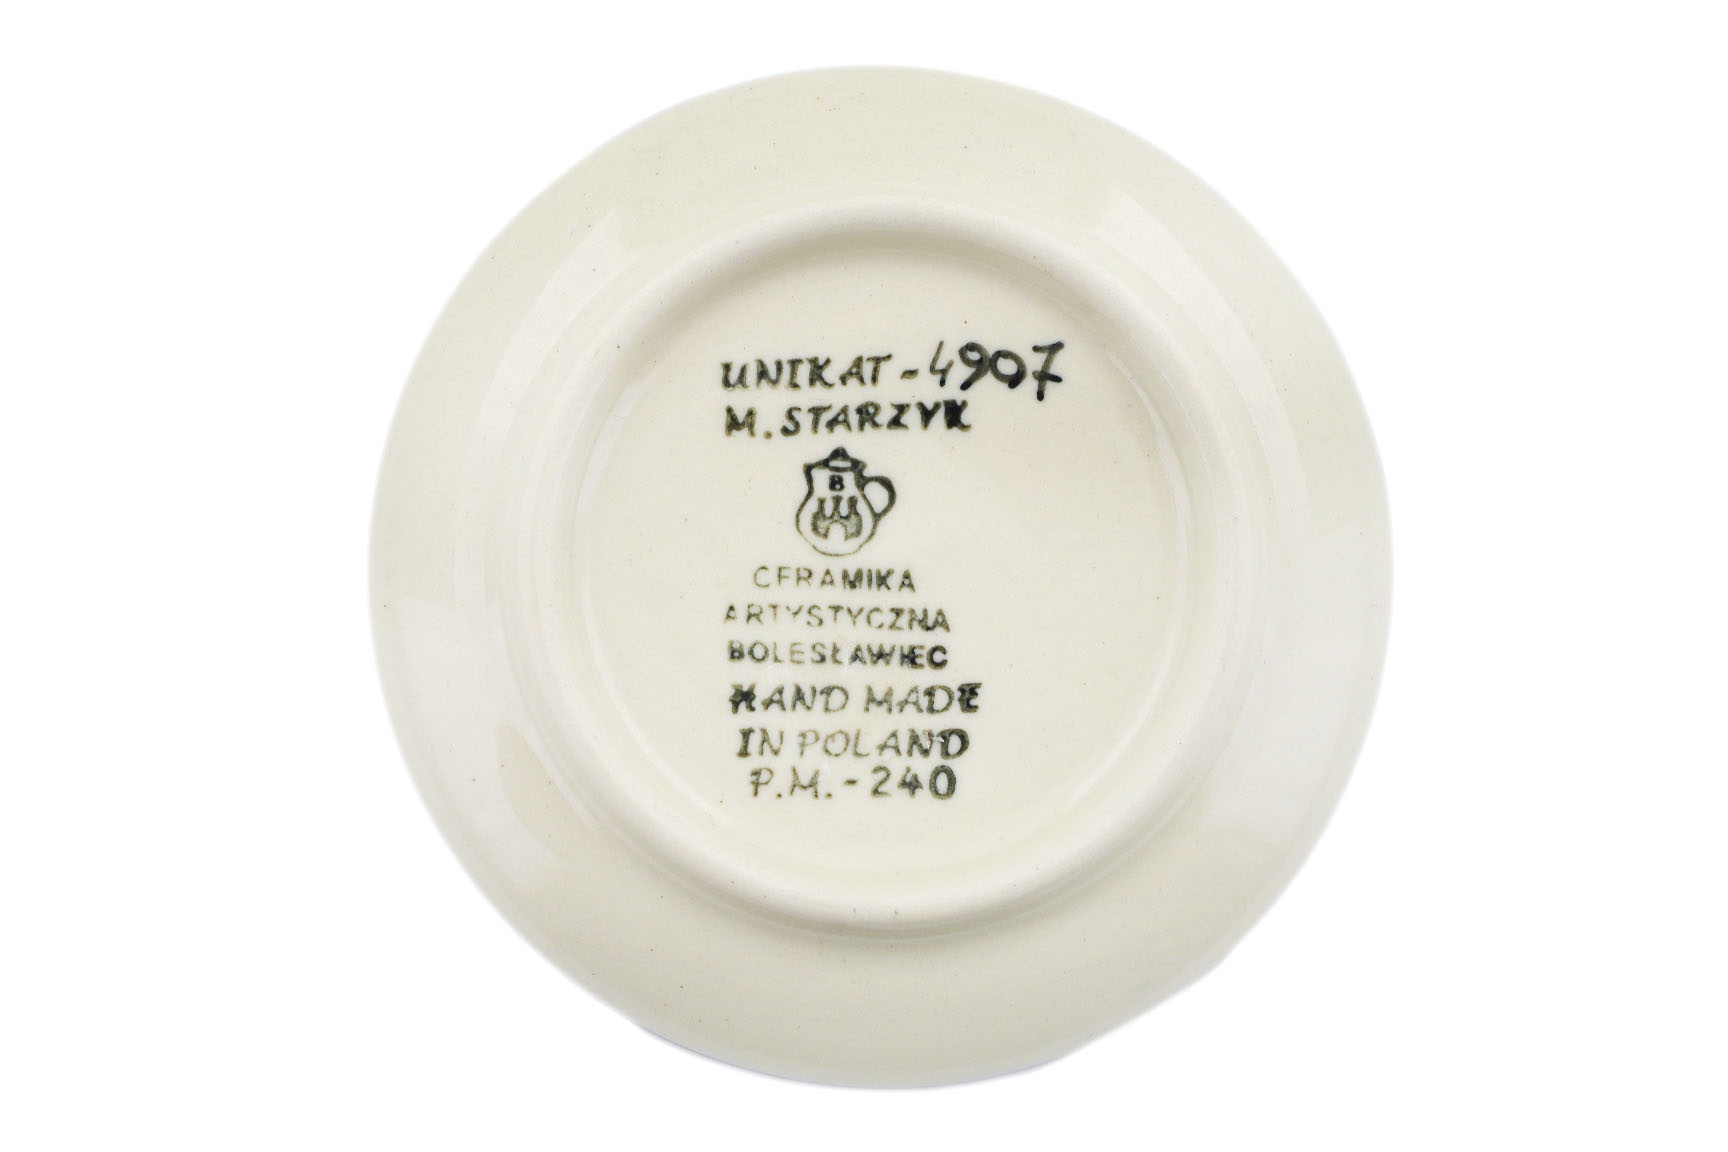 UNIKAT - 4907
M. STARZYK
B
CERAMIKA
ARTYSTYCZNA
BOLESŁAWIEC
HAND MADE
IN POLAND
P.M. - 240